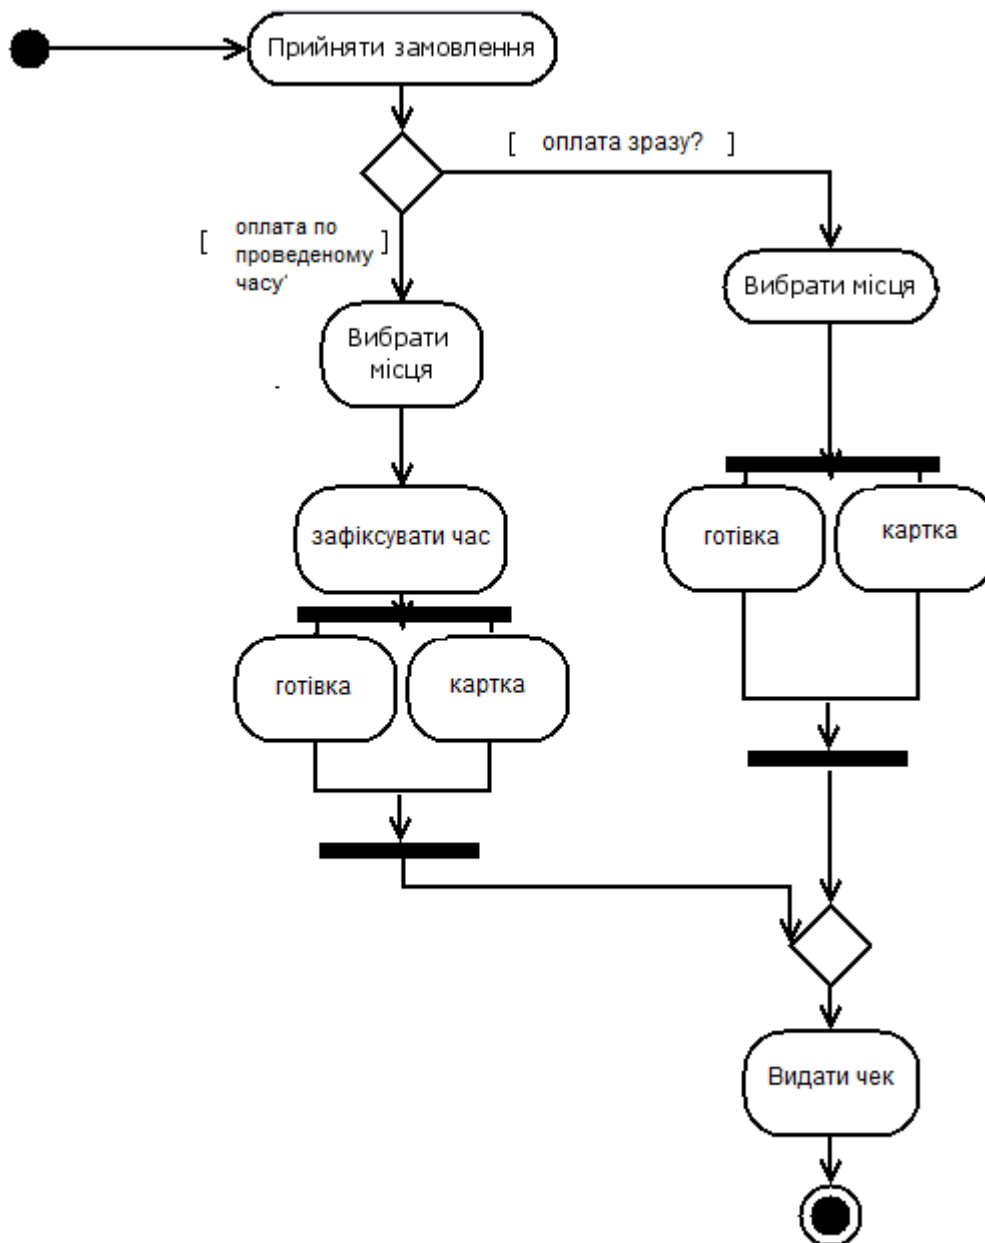 Прийняти замовлення
[ оплата зразу? ]
[ оплата по ]
проведеному
часу'
Вибрати місця
Вибрати
місця
зафіксувати час
готівка
картка
готівка
картка
Видати чек